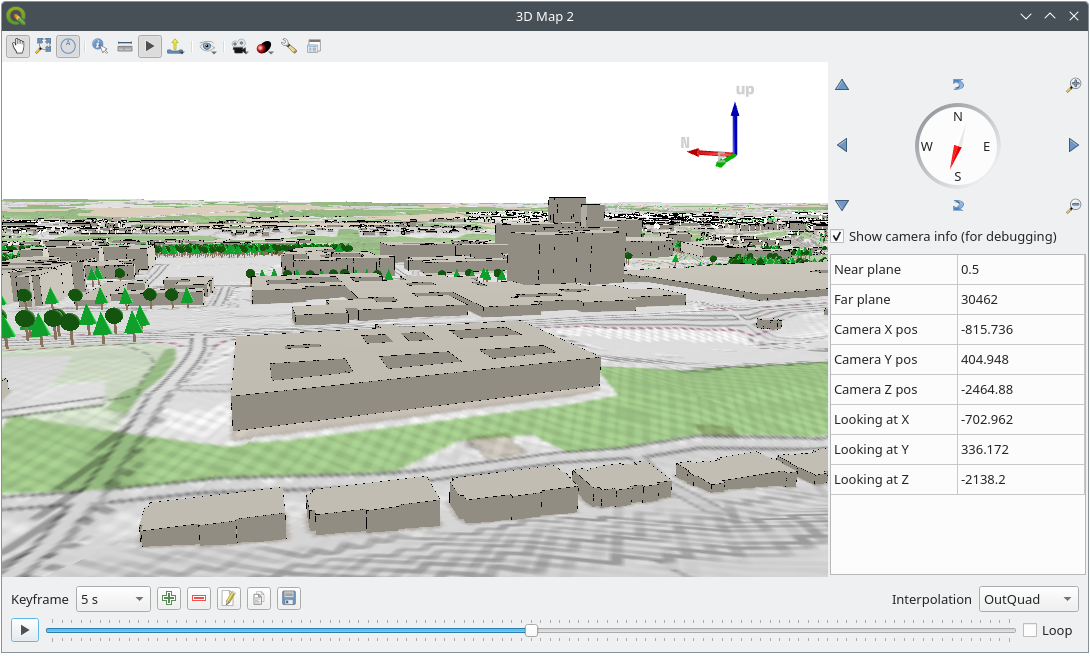 3D Map 2
up
N
N
W
E
S
Show camera info (for debugging)
Near plane 0.5
Far plane 30462
Camera X pos -815.736
Camera Y pos 404.948
Camera Z pos -2464.88
Looking at X -702.962
Looking at Y 336.172
Looking at Z -2138.2
Keyframe 5 s
Interpolation OutQuad
Loop